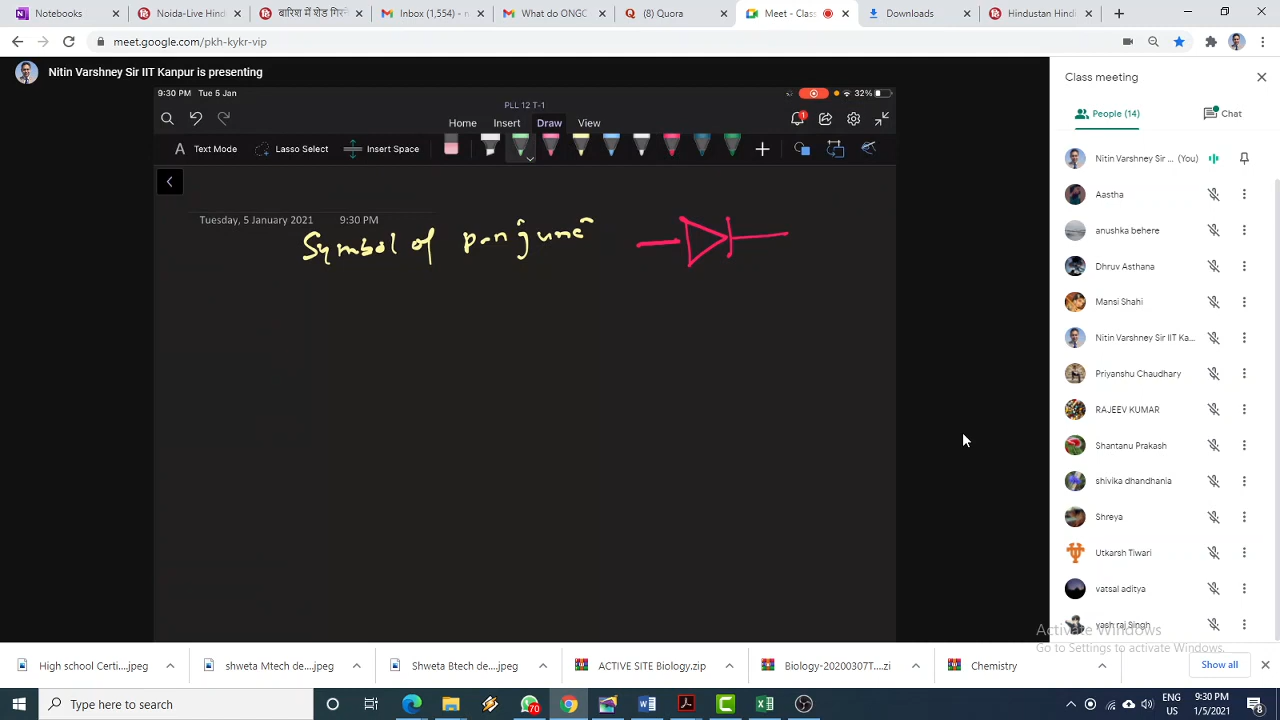 Notebooks
Noida-Live Hind
Inbox (1,554) - n
What do ONGC
(8) Quora
Meet - Class
Downloads
Hindustan Hindi
meet.google.com/pkh-kykr-vip
Nitin Varshney Sir IIT Kanpur is presenting
9:30 PM Tue 5 Jan
32%
PLL 12 T-1
Home Insert Draw View
1
A Text Mode
Lasso Select
Insert Space
Tuesday, 5 January 2021 9:30 PM
Symbol of p-n
Class meeting
People (14)
Chat
Nitin Varshney Sir ... (You)
Aastha
anushka behere
Dhruv Asthana
Mansi Shahi
Nitin Varshney Sir IIT Ka...
Priyanshu Chaudhary
RAJEEV KUMAR
Shantanu Prakash
shivika dhandhania
Shreya
Utkarsh Tiwari
vatsal aditya
yash raj Singh
Activate Windows
Go to Settings to activate Windows.
High school Certi....jpeg
shweta Mtech de....jpeg
Shweta Btech de....jpeg
ACTIVE SITE Biology.zip
Biology-20200307T....zi
Chemistry
Show all
Type here to search
70
ENG
US
9:30 PM
1/5/2021
8